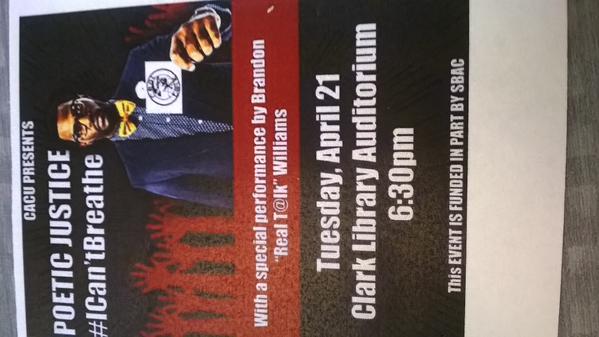 CACU PRESENTS
POETIC JUSTICE
#ICan'tBreathe
With a special performance by Brandon
"Real T@lk" Williams
Tuesday, April 21
Clark Library Auditorium
6:30pm
This EVENT IS FUNDED IN PART BY SBAC